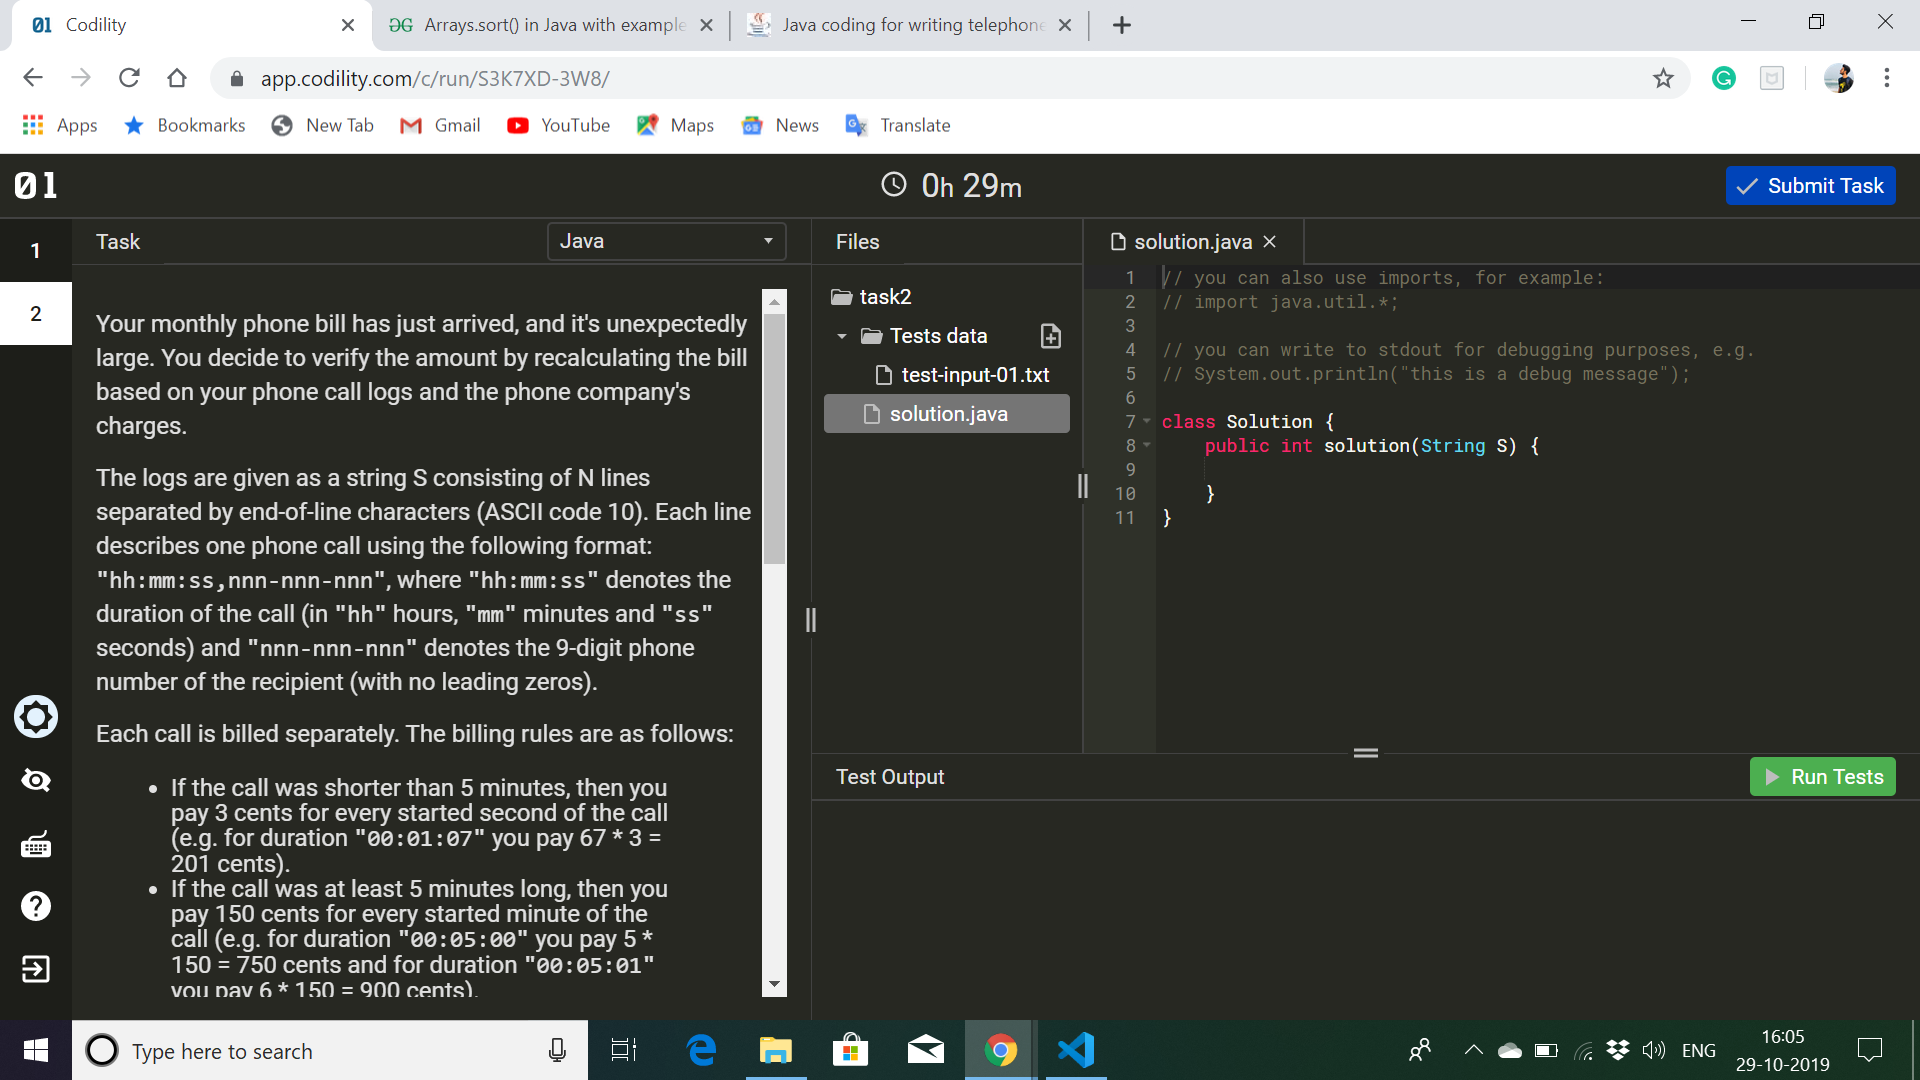 01 Codility
Arrays.sort() in Java with example
Java coding for writing telephone
app.codility.com/c/run/S3K7XD-3W8/
Apps Bookmarks New Tab Gmail YouTube Maps News Translate
01
0h 29m
Submit Task
1
2
Task
Java
Your monthly phone bill has just arrived, and it's unexpectedly
large. You decide to verify the amount by recalculating the bill
based on your phone call logs and the phone company's
charges.
The logs are given as a string S consisting of N lines
separated by end-of-line characters (ASCII code 10). Each line
describes one phone call using the following format:
"hh:mm:ss,nnn-nnn-nnn", where "hh:mm:ss" denotes the
duration of the call (in "hh" hours, "mm" minutes and "ss"
seconds) and "nnn-nnn-nnn" denotes the 9-digit phone
number of the recipient (with no leading zeros).
Each call is billed separately. The billing rules are as follows:
• If the call was shorter than 5 minutes, then you
pay 3 cents for every started second of the call
(e.g. for duration "00:01:07" you pay 67 * 3 =
201 cents).
• If the call was at least 5 minutes long, then you
pay 150 cents for every started minute of the
call (e.g. for duration "00:05:00" you pay 5 *
150 = 750 cents and for duration "00:05:01"
you pay 6 * 150 = 900 cents).
Files
task2
Tests data
test-input-01.txt
solution.java
solution.java
1 // you can also use imports, for example:
2 // import java.util.*;
3
4 // you can write to stdout for debugging purposes, e.g.
5 // System.out.println("this is a debug message");
6
7 class Solution {
8 public int solution(String S) {
9
10 }
11 }
Test Output
Run Tests
Type here to search
ENG
16:05
29-10-2019